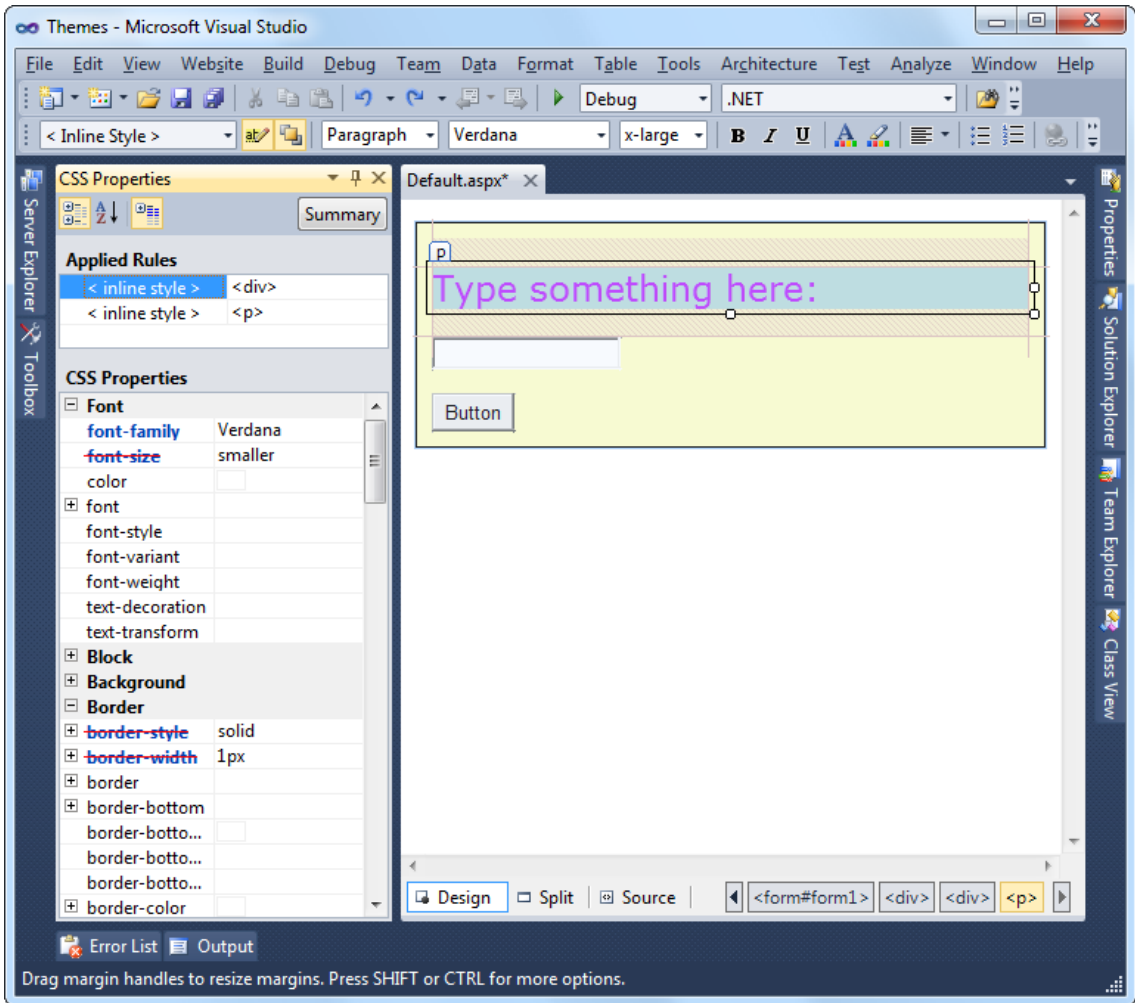 Themes - Microsoft Visual Studio
File Edit View Website Build Debug Team Data Format Table Tools Architecture Test Analyze Window Help
Debug .NET
< Inline Style > Paragraph Verdana x-large B I U A
CSS Properties
Summary
Applied Rules
< inline style > <div>
< inline style > <p>
CSS Properties
Font
font-family Verdana
font-size smaller
color
font
font-style
font-variant
font-weight
text-decoration
text-transform
Block
Background
Border
border-style solid
border-width 1px
border
border-bottom
border-botto...
border-botto...
border-botto...
border-color
Server Explorer
Toolbox
Default.aspx*
p
Type something here:
Button
Design Split Source <form#form1> <div> <div> <p>
Properties
Solution Explorer
Team Explorer
Class View
Error List Output
Drag margin handles to resize margins. Press SHIFT or CTRL for more options.